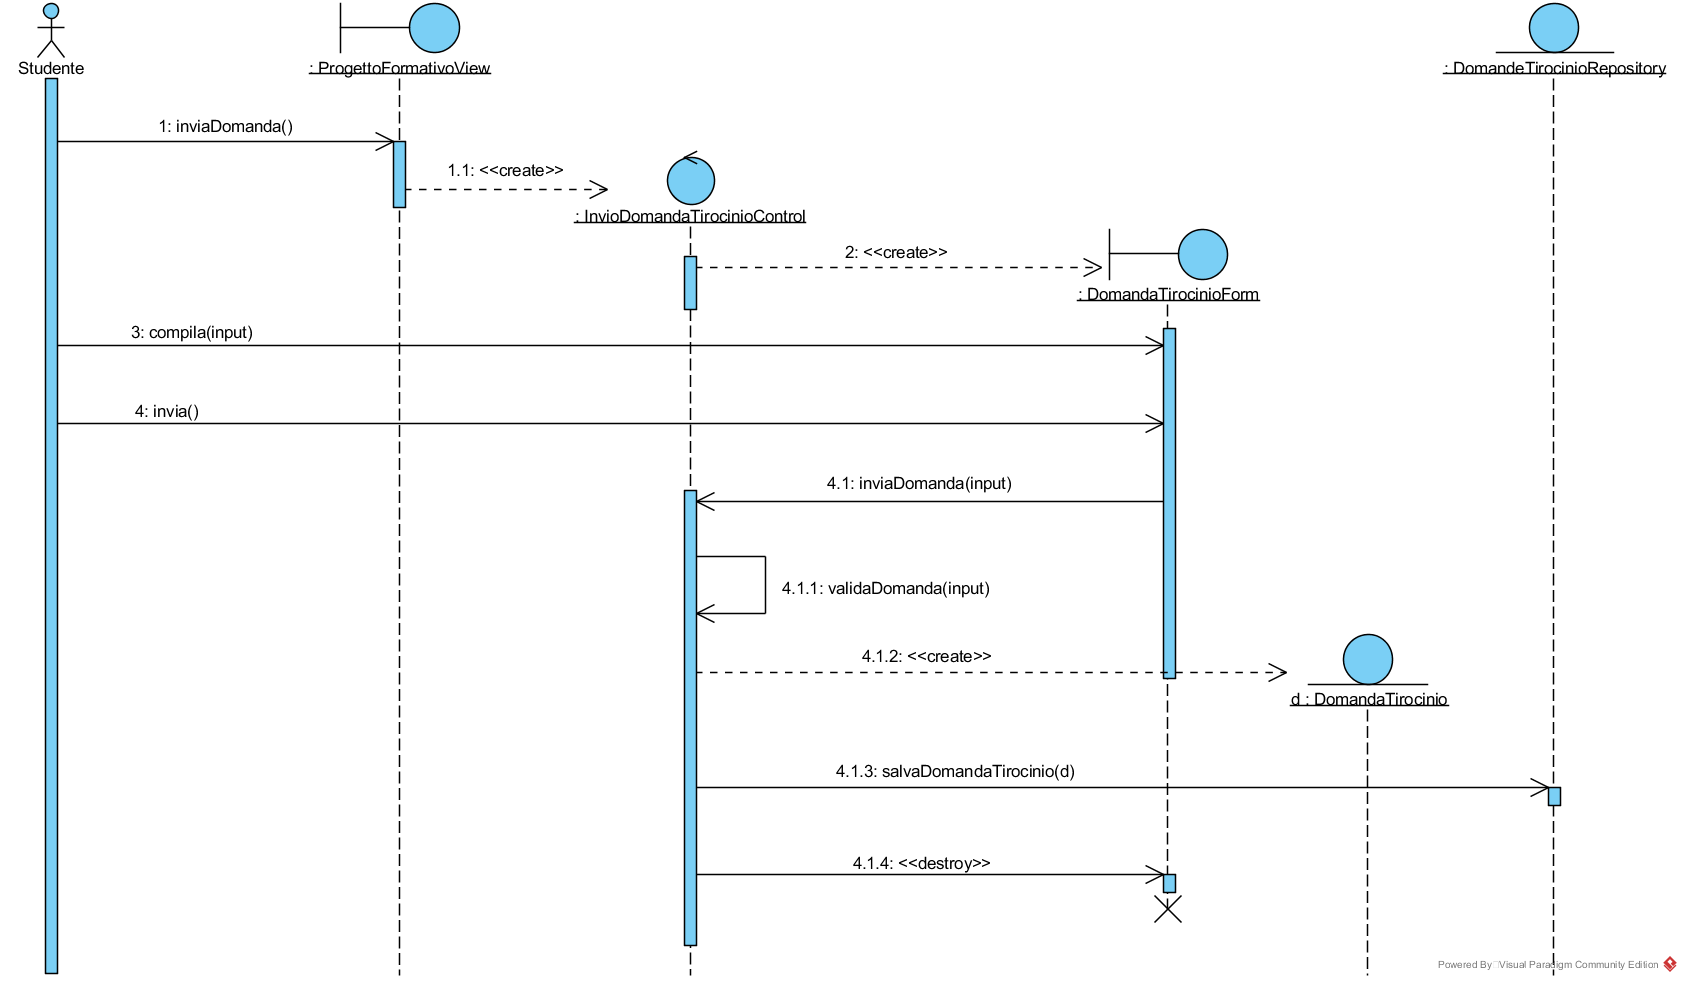 Studente
: ProgettoFormativoView
: DomandeTirocinioRepository
1: inviaDomanda()
1.1: <<create>>
: InvioDomandaTirocinioControl
2: <<create>>
: DomandaTirocinioForm
3: compila(input)
4: invia()
4.1: inviaDomanda(input)
4.1.1: validaDomanda(input)
4.1.2: <<create>>
d : DomandaTirocinio
4.1.3: salvaDomandaTirocinio(d)
4.1.4: <<destroy>>
Powered By Visual Paradigm Community Edition